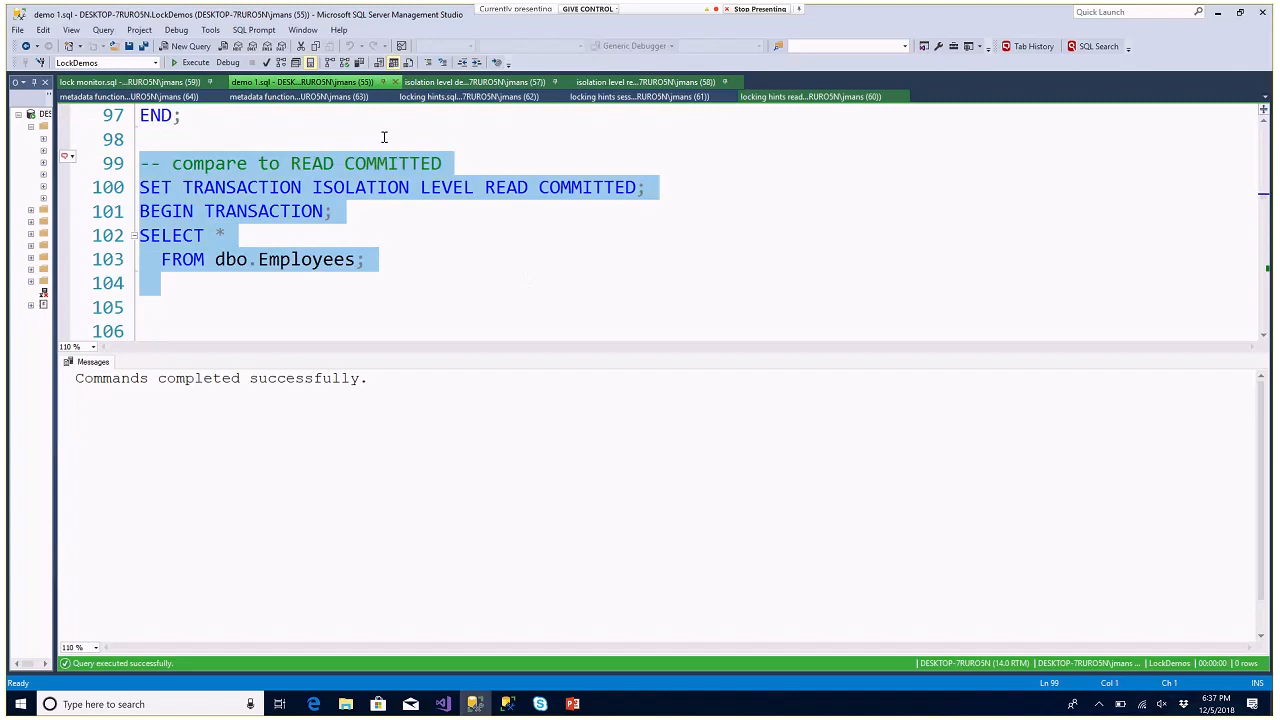 demo 1.sql - DESKTOP-7RURO5N.LockDemos (DESKTOP-7RURO5N\jmans (55)) - Microsoft SQL Server Management Studio
Currently presenting GIVE CONTROL Stop Presenting
Quick Launch
File Edit View Query Project Debug Tools SQL Prompt Window Help
New Query Generic Debugger Tab History SQL Search
LockDemos Execute Debug
lock monitor.sql -...RURO5N\jmans (59)) demo 1.sql - DESK...RURO5N\jmans (55)) isolation level de...7RURO5N\jmans (57)) isolation level re...7RURO5N\jmans (58))
metadata function...URO5N\jmans (64)) metadata function...URO5N\jmans (63)) locking hints.sql...7RURO5N\jmans (62)) locking hints sess...RURO5N\jmans (61)) locking hints read...RURO5N\jmans (60))
DES
97 END;
98
99 -- compare to READ COMMITTED
100 SET TRANSACTION ISOLATION LEVEL READ COMMITTED;
101 BEGIN TRANSACTION;
102 SELECT *
103 FROM dbo.Employees;
104
105
106
110 %
Messages
Commands completed successfully.
110 %
Query executed successfully. DESKTOP-7RURO5N (14.0 RTM) DESKTOP-7RURO5N\jmans ... LockDemos 00:00:00 0 rows
Ready Ln 99 Col 1 Ch 1 INS
Type here to search
6:37 PM
12/5/2018